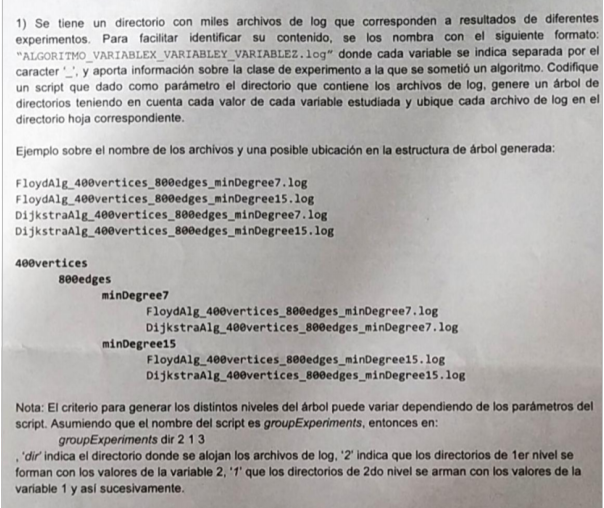 1) Se tiene un directorio con miles archivos de log que corresponden a resultados de diferentes
experimentos. Para facilitar identificar su contenido, se los nombra con el siguiente formato:
"ALGORITMO_VARIABLEX_VARIABLEY_VARIABLEZ.log" donde cada variable se indica separada por el
caracter '_', y aporta información sobre la clase de experimento a la que se sometió un algoritmo. Codifique
un script que dado como parámetro el directorio que contiene los archivos de log, genere un árbol de
directorios teniendo en cuenta cada valor de cada variable estudiada y ubique cada archivo de log en el
directorio hoja correspondiente.
Ejemplo sobre el nombre de los archivos y una posible ubicación en la estructura de árbol generada:
FloydAlg_400vertices_800edges_minDegree7.log
FloydAlg_400vertices_800edges_minDegree15.log
DijkstraAlg_400vertices_800edges_minDegree7.log
DijkstraAlg_400vertices_800edges_minDegree15.log
400vertices
800edges
minDegree7
FloydAlg_400vertices_800edges_minDegree7.log
DijkstraAlg_400vertices_800edges_minDegree7.log
minDegree15
FloydAlg_400vertices_800edges_minDegree15.log
DijkstraAlg_400vertices_800edges_minDegree15.log
Nota: El criterio para generar los distintos niveles del árbol puede variar dependiendo de los parámetros del
script. Asumiendo que el nombre del script es groupExperiments, entonces en:
groupExperiments dir 2 1 3
, 'dir' indica el directorio donde se alojan los archivos de log, '2' indica que los directorios de 1er nivel se
forman con los valores de la variable 2, '1' que los directorios de 2do nivel se arman con los valores de la
variable 1 y así sucesivamente.